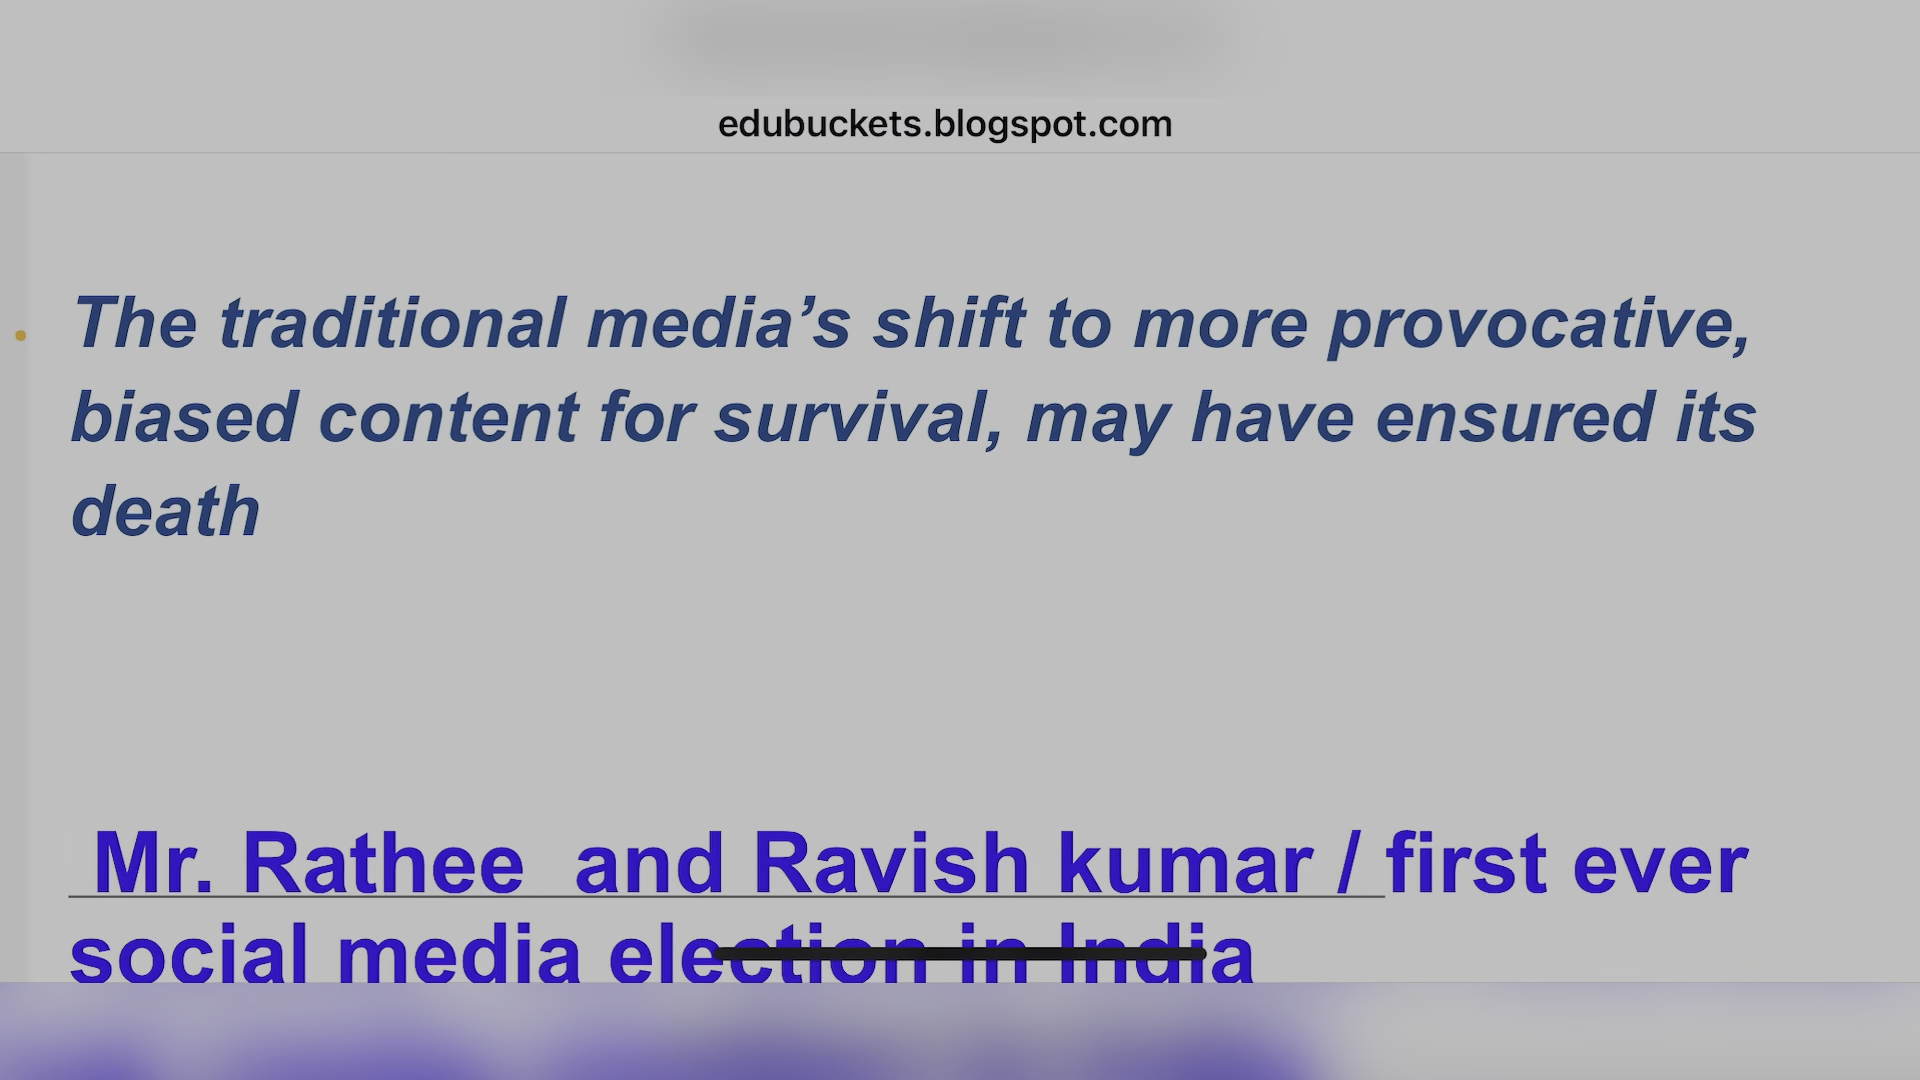 edubuckets.blogspot.com
The traditional media’s shift to more provocative,
biased content for survival, may have ensured its
death
Mr. Rathee and Ravish kumar / first ever
social media election in India